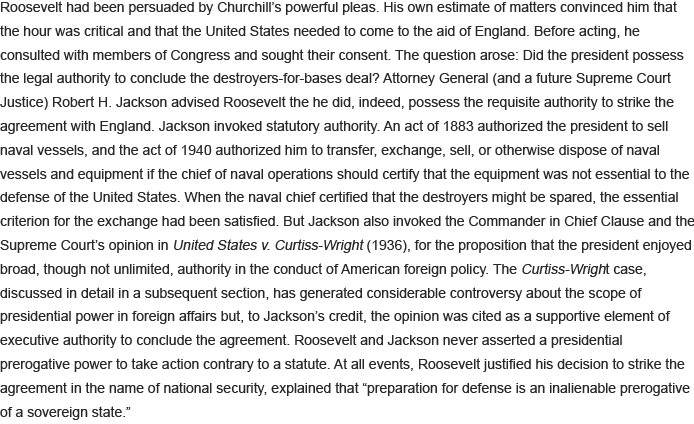 Roosevelt had been persuaded by Churchill’s powerful pleas. His own estimate of matters convinced him that
the hour was critical and that the United States needed to come to the aid of England. Before acting, he
consulted with members of Congress and sought their consent. The question arose: Did the president possess
the legal authority to conclude the destroyers-for-bases deal? Attorney General (and a future Supreme Court
Justice) Robert H. Jackson advised Roosevelt the he did, indeed, possess the requisite authority to strike the
agreement with England. Jackson invoked statutory authority. An act of 1883 authorized the president to sell
naval vessels, and the act of 1940 authorized him to transfer, exchange, sell, or otherwise dispose of naval
vessels and equipment if the chief of naval operations should certify that the equipment was not essential to the
defense of the United States. When the naval chief certified that the destroyers might be spared, the essential
criterion for the exchange had been satisfied. But Jackson also invoked the Commander in Chief Clause and the
Supreme Court’s opinion in United States v. Curtiss-Wright (1936), for the proposition that the president enjoyed
broad, though not unlimited, authority in the conduct of American foreign policy. The Curtiss-Wright case,
discussed in detail in a subsequent section, has generated considerable controversy about the scope of
presidential power in foreign affairs but, to Jackson’s credit, the opinion was cited as a supportive element of
executive authority to conclude the agreement. Roosevelt and Jackson never asserted a presidential
prerogative power to take action contrary to a statute. At all events, Roosevelt justified his decision to strike the
agreement in the name of national security, explained that “preparation for defense is an inalienable prerogative
of a sovereign state.”